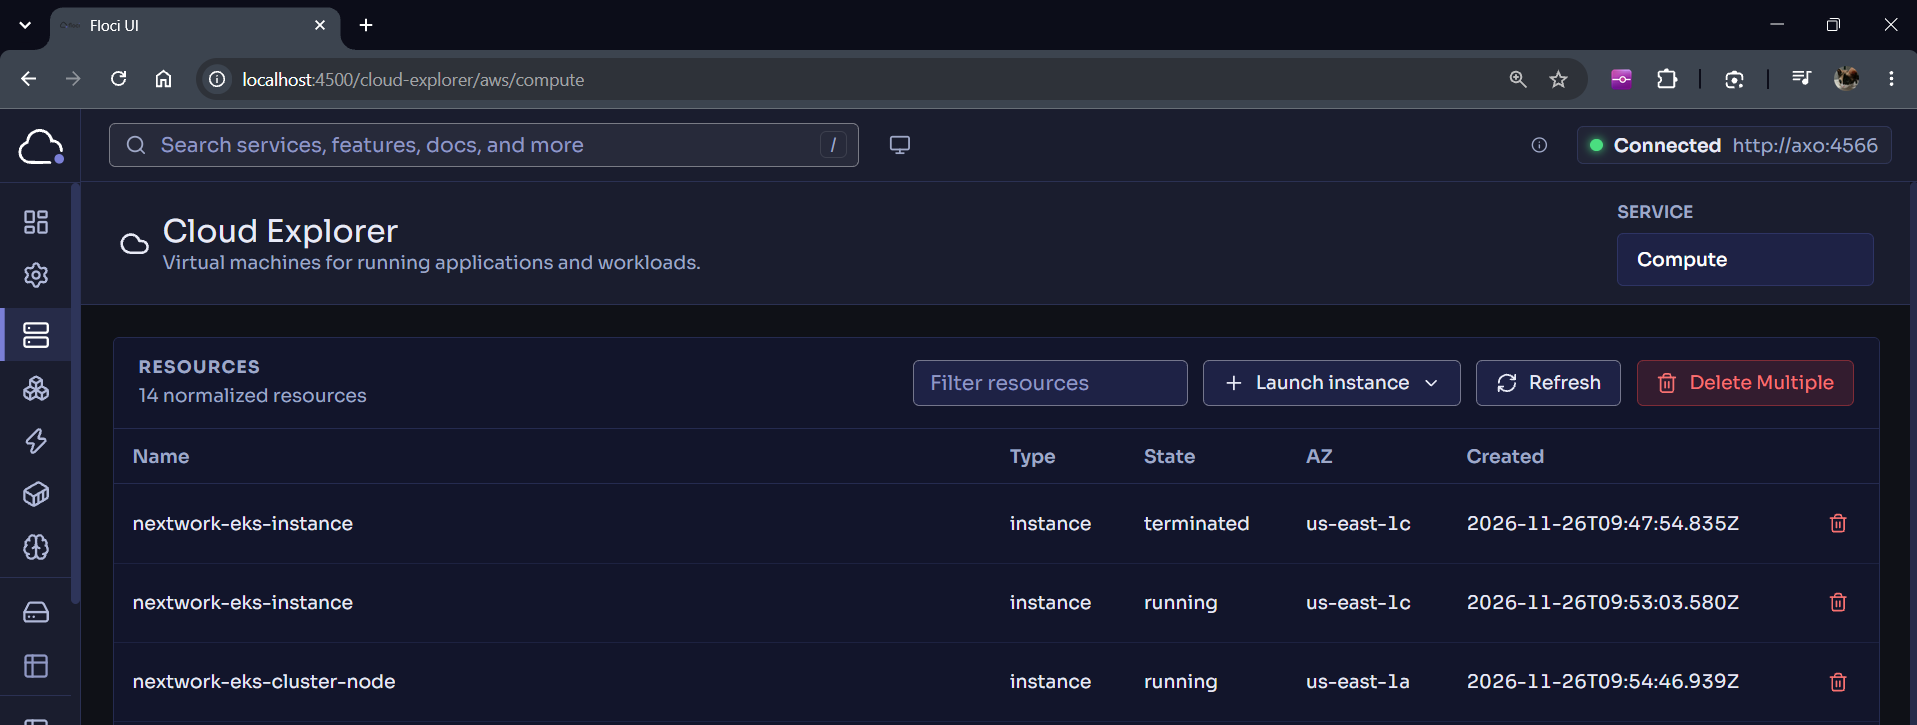 Floci UI
localhost:4500/cloud-explorer/aws/compute
Search services, features, docs, and more /
Connected http://axo:4566
Cloud Explorer
Virtual machines for running applications and workloads.
SERVICE
Compute
RESOURCES
14 normalized resources
Filter resources
Launch instance
Refresh
Delete Multiple
Name Type State AZ Created
nextwork-eks-instance instance terminated us-east-1c 2026-11-26T09:47:54.835Z
nextwork-eks-instance instance running us-east-1c 2026-11-26T09:53:03.580Z
nextwork-eks-cluster-node instance running us-east-1a 2026-11-26T09:54:46.939Z